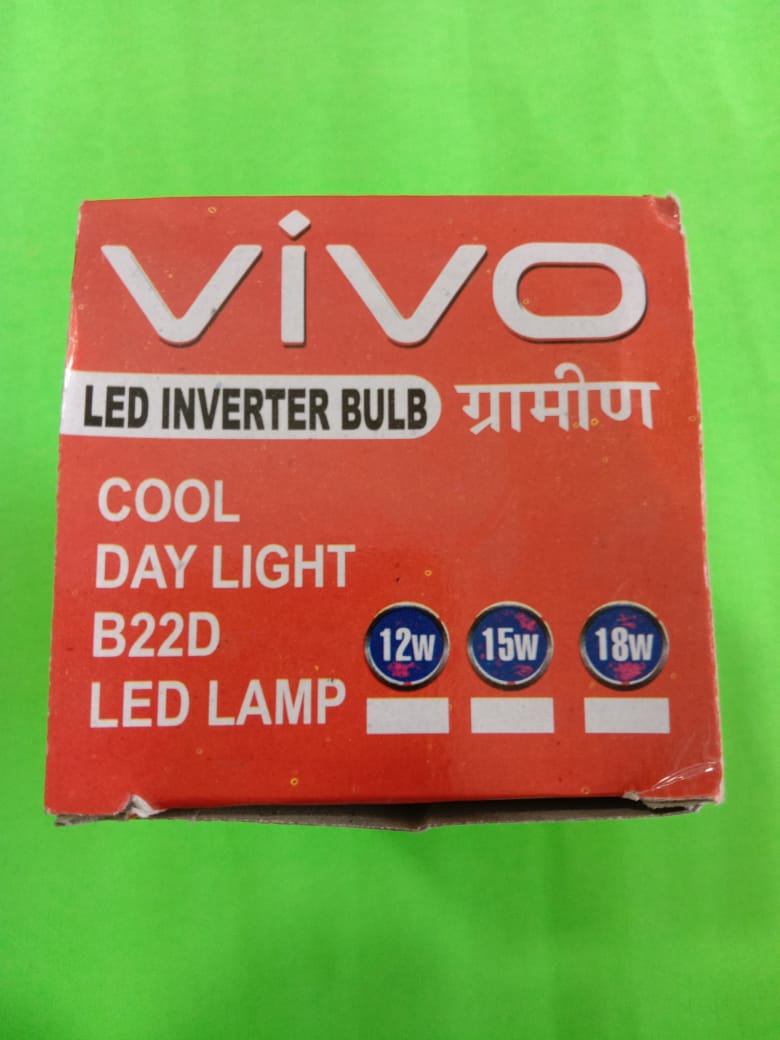 vivo
LED INVERTER BULB ग्रामीण
COOL
DAY LIGHT
B22D
LED LAMP
12W 15W 18W